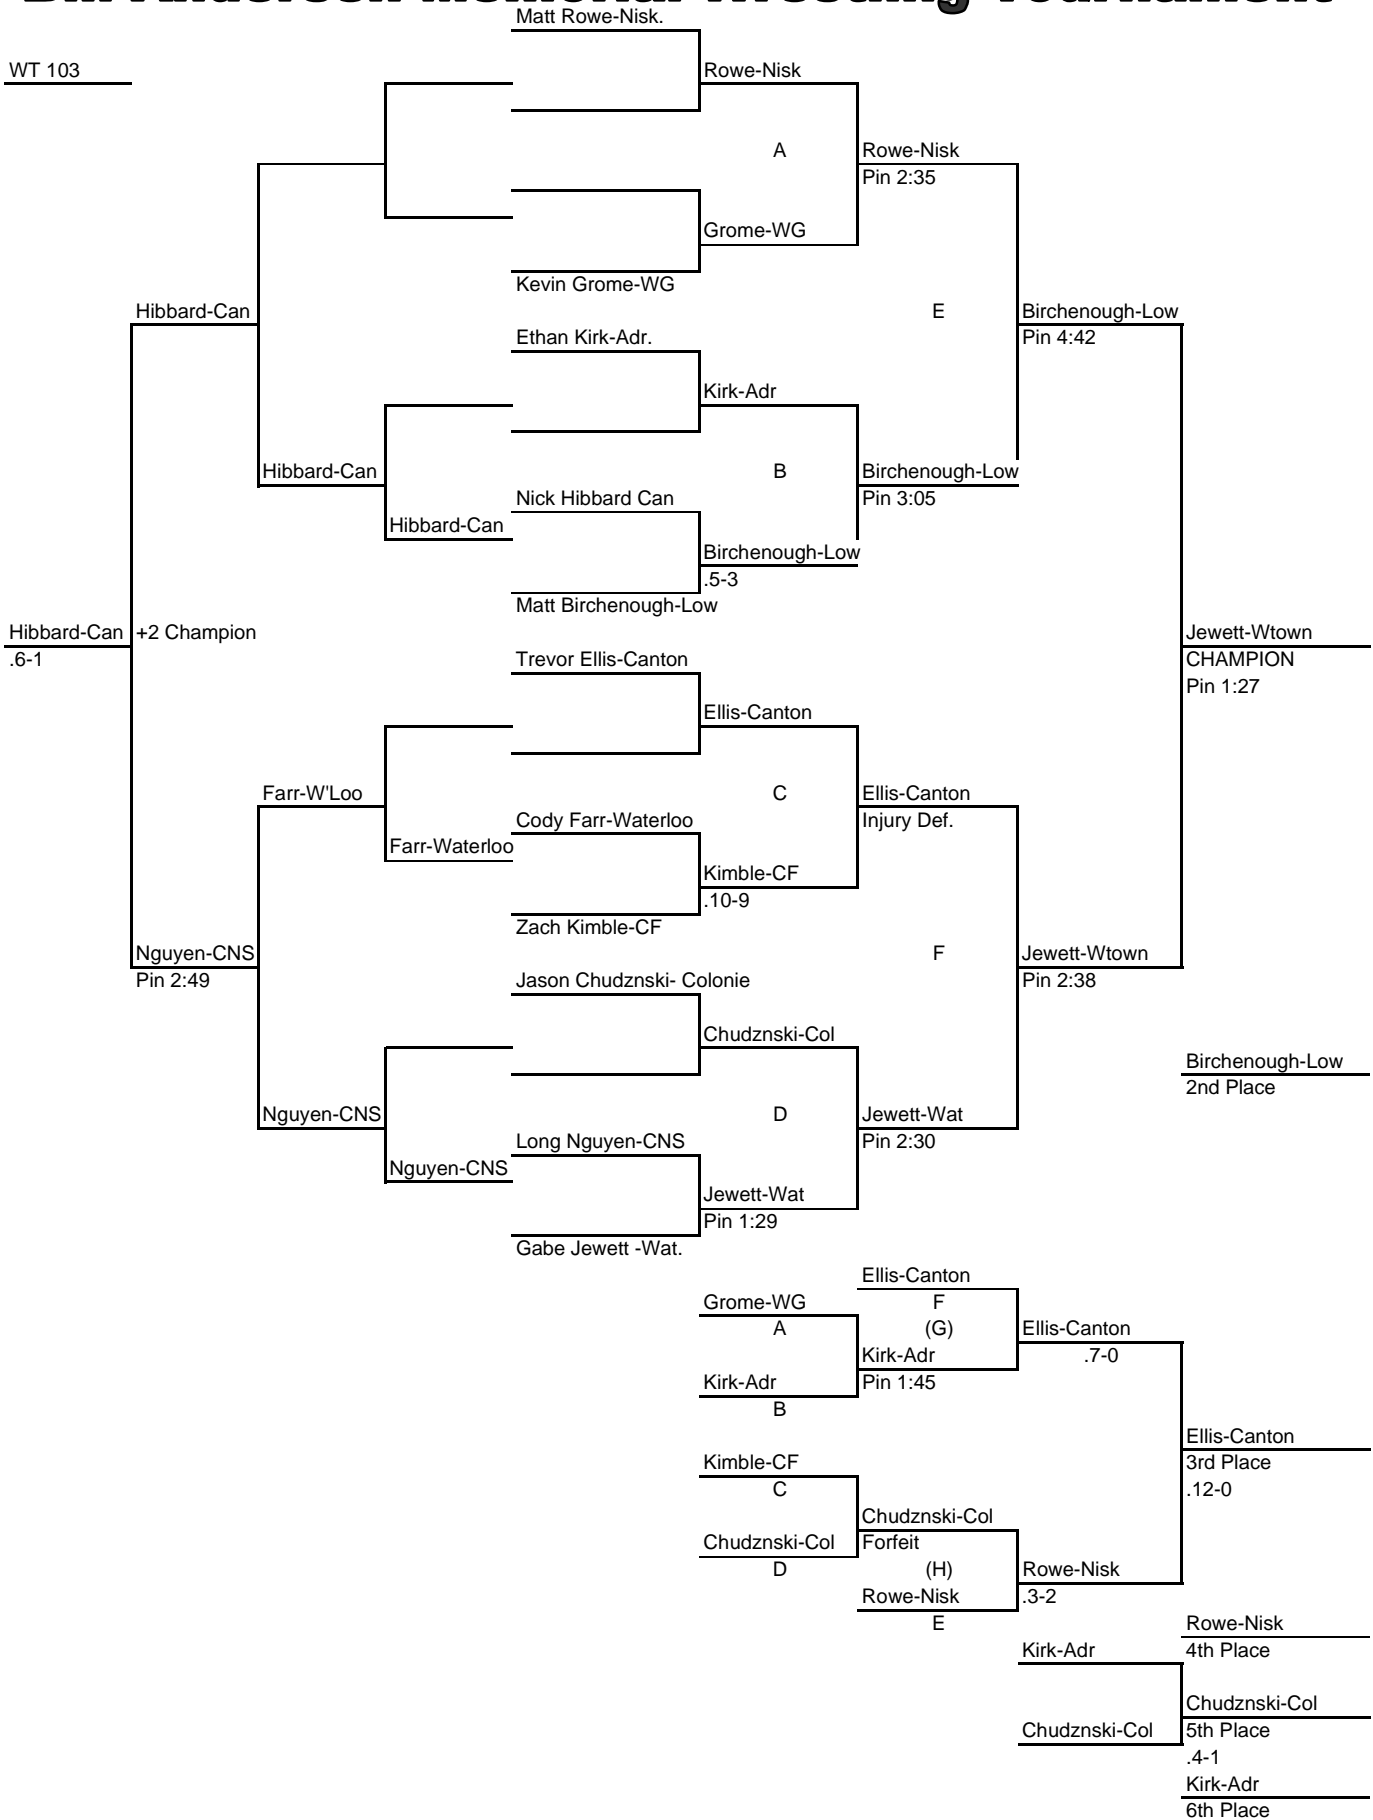 Bill Anderson Memorial Wrestling Tournament
Matt Rowe-Nisk.
WT 103
Rowe-Nisk
A
Rowe-Nisk
Pin 2:35
Grome-WG
Kevin Grome-WG
Hibbard-Can
E
Birchenough-Low
Pin 4:42
Ethan Kirk-Adr.
Kirk-Adr
Hibbard-Can
B
Birchenough-Low
Pin 3:05
Nick Hibbard Can
Hibbard-Can
Birchenough-Low
.5-3
Matt Birchenough-Low
Hibbard-Can
+2 Champion
.6-1
Jewett-Wtown
CHAMPION
Pin 1:27
Trevor Ellis-Canton
Ellis-Canton
Farr-W'Loo
C
Ellis-Canton
Injury Def.
Cody Farr-Waterloo
Farr-Waterloo
Kimble-CF
.10-9
Zach Kimble-CF
Nguyen-CNS
Pin 2:49
F
Jewett-Wtown
Pin 2:38
Jason Chudznski- Colonie
Chudznski-Col
Birchenough-Low
2nd Place
Nguyen-CNS
D
Jewett-Wat
Pin 2:30
Long Nguyen-CNS
Nguyen-CNS
Jewett-Wat
Pin 1:29
Gabe Jewett -Wat.
Ellis-Canton
F
Grome-WG
A
(G)
Ellis-Canton
.7-0
Kirk-Adr
Pin 1:45
Kirk-Adr
B
Ellis-Canton
3rd Place
.12-0
Kimble-CF
C
Chudznski-Col
Forfeit
Chudznski-Col
D
(H)
Rowe-Nisk
.3-2
Rowe-Nisk
E
Rowe-Nisk
4th Place
Kirk-Adr
Chudznski-Col
5th Place
.4-1
Chudznski-Col
Kirk-Adr
6th Place